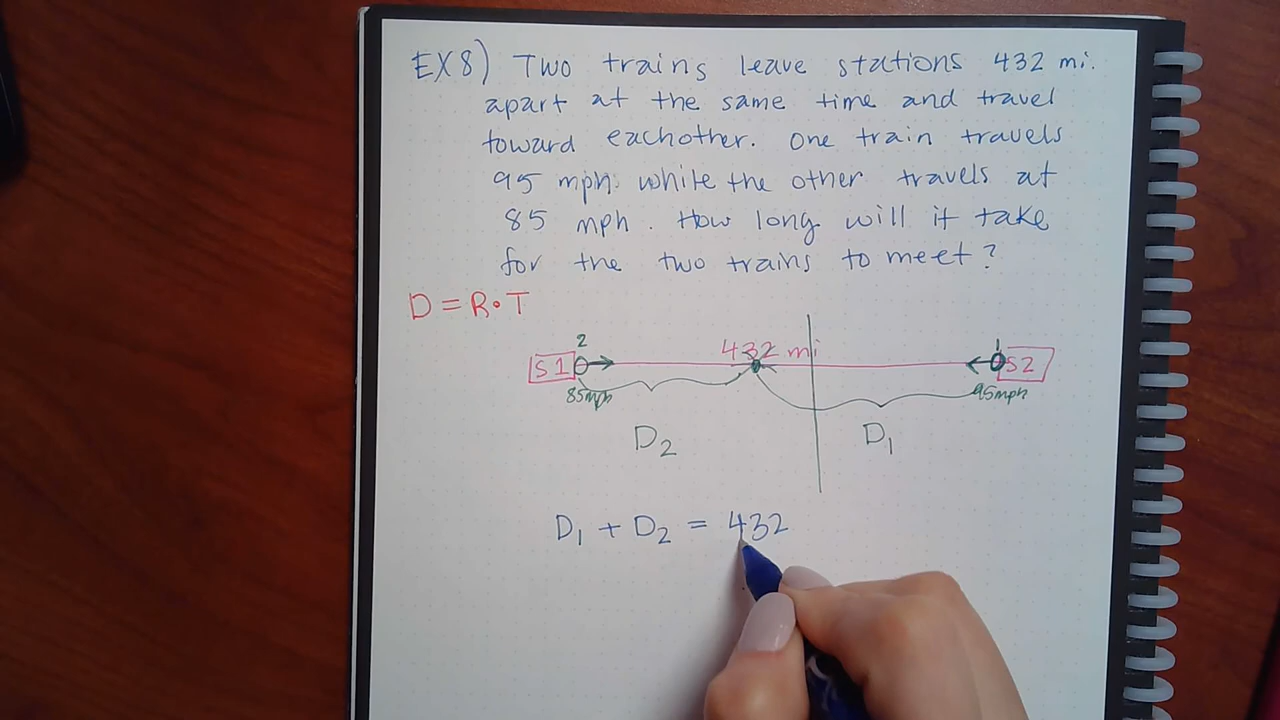 EX8) Two trains leave stations 432 mi.
apart at the same time and travel
toward eachother. One train travels
95 mph. while the other travels at
85 mph. How long will it take
for the two trains to meet?
D = R•T
2
432 mi
1
S1
S2
85mph
95mph
D2
D1
D1 + D2 = 432